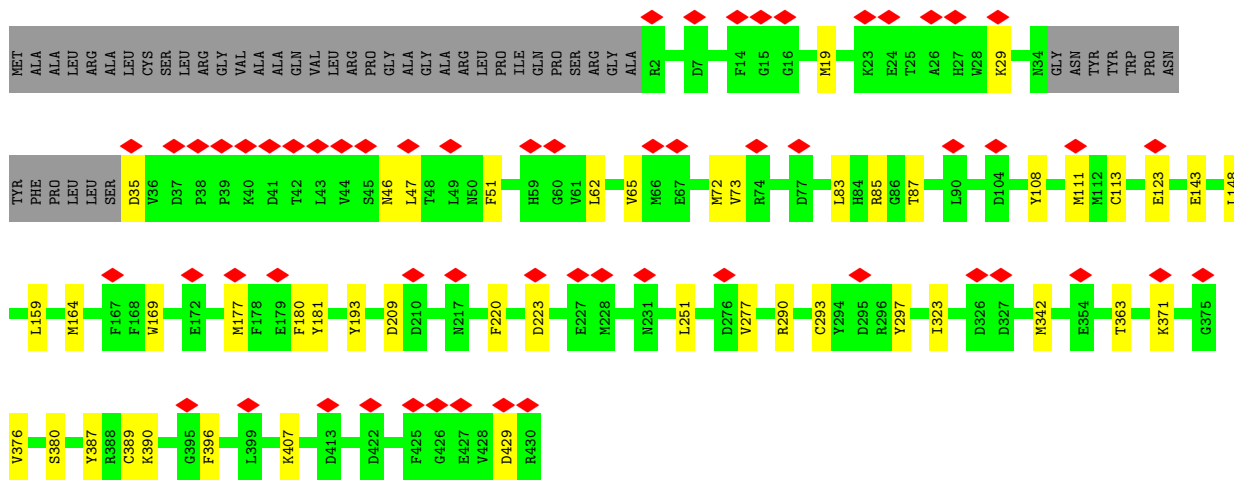 MET ALA ALA LEU ARG ALA LEU CYS SER LEU ARG GLY VAL ALA ALA GLN VAL LEU ARG PRO GLY ALA GLY ALA ARG LEU PRO ILE GLN PRO SER ARG GLY ALA R2 D7 F14 G15 G16 M19 K23 E24 T25 A26 H27 W28 K29 N34 GLY ASN TYR TYR TRP PRO ASN
TYR PHE PRO LEU LEU SER D35 V36 D37 P38 P39 K40 D41 T42 L43 V44 S45 N46 L47 T48 L49 N50 F51 H59 G60 V61 L62 V65 M66 E67 M72 V73 R74 D77 L83 H84 R85 G86 T87 L90 D104 Y108 M111 M112 C113 E123 E143 L148
L159 M164 F167 F168 W169 E172 M177 F178 E179 F180 Y181 Y193 D209 D210 N217 F220 D223 E227 M228 N231 L251 D276 V277 R290 C293 Y294 D295 R296 Y297 I323 D326 D327 M342 E354 T363 K371 G375
V376 S380 Y387 R388 C389 K390 G395 F396 L399 K407 D413 D422 F425 G426 E427 V428 D429 R430